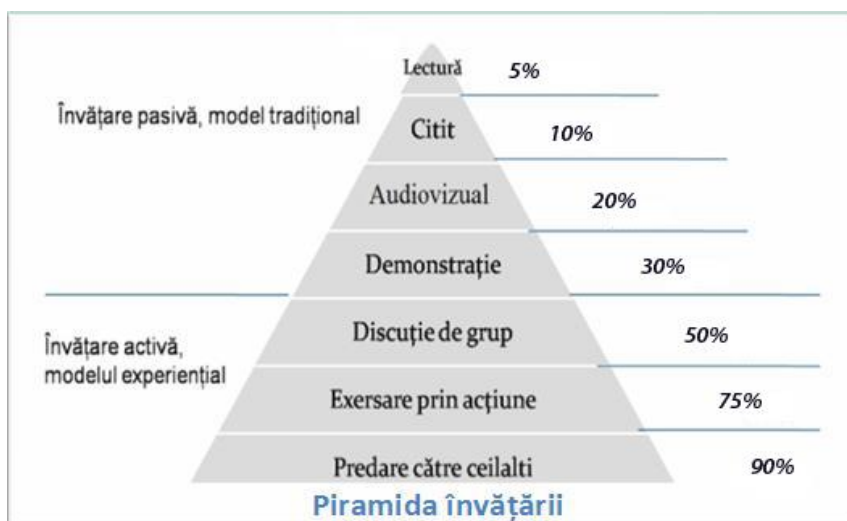 Lectură 5%
Învățare pasivă, model tradițional
Citit 10%
Audiovizual 20%
Demonstrație 30%
Învățare activă,
modelul experiențial
Discuție de grup 50%
Exersare prin acțiune 75%
Predare către ceilalti 90%
Piramida învățării